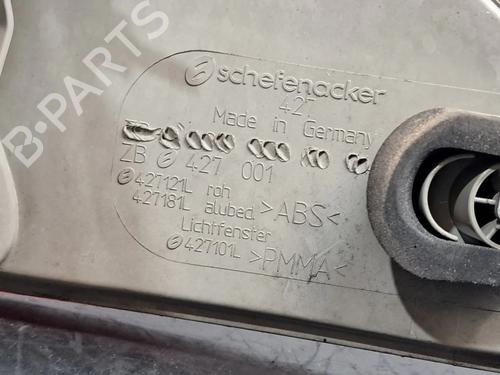 schefenacker
427
Made in Germany
ZB 427 001
427121L roh
427181L alubed. >ABS<
Lichtfenster
427101L >PMMA<
B-PARTS